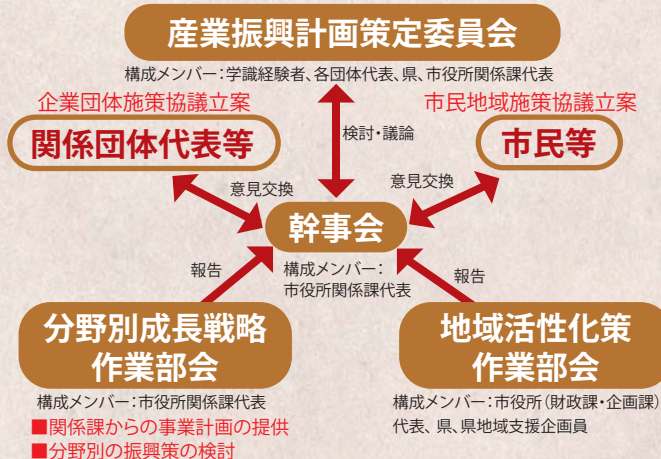 産業振興計画策定委員会
構成メンバー：学識経験者、各団体代表、県、市役所関係課代表
企業団体施策協議立案
市民地域施策協議立案
関係団体代表等
検討・議論
市民等
意見交換
意見交換
幹事会
構成メンバー：
市役所関係課代表
報告
報告
分野別成長戦略
作業部会
構成メンバー：市役所関係課代表
■関係課からの事業計画の提供
■分野別の振興策の検討
地域活性化策
作業部会
構成メンバー：市役所（財政課・企画課）
代表、県、県地域支援企画員